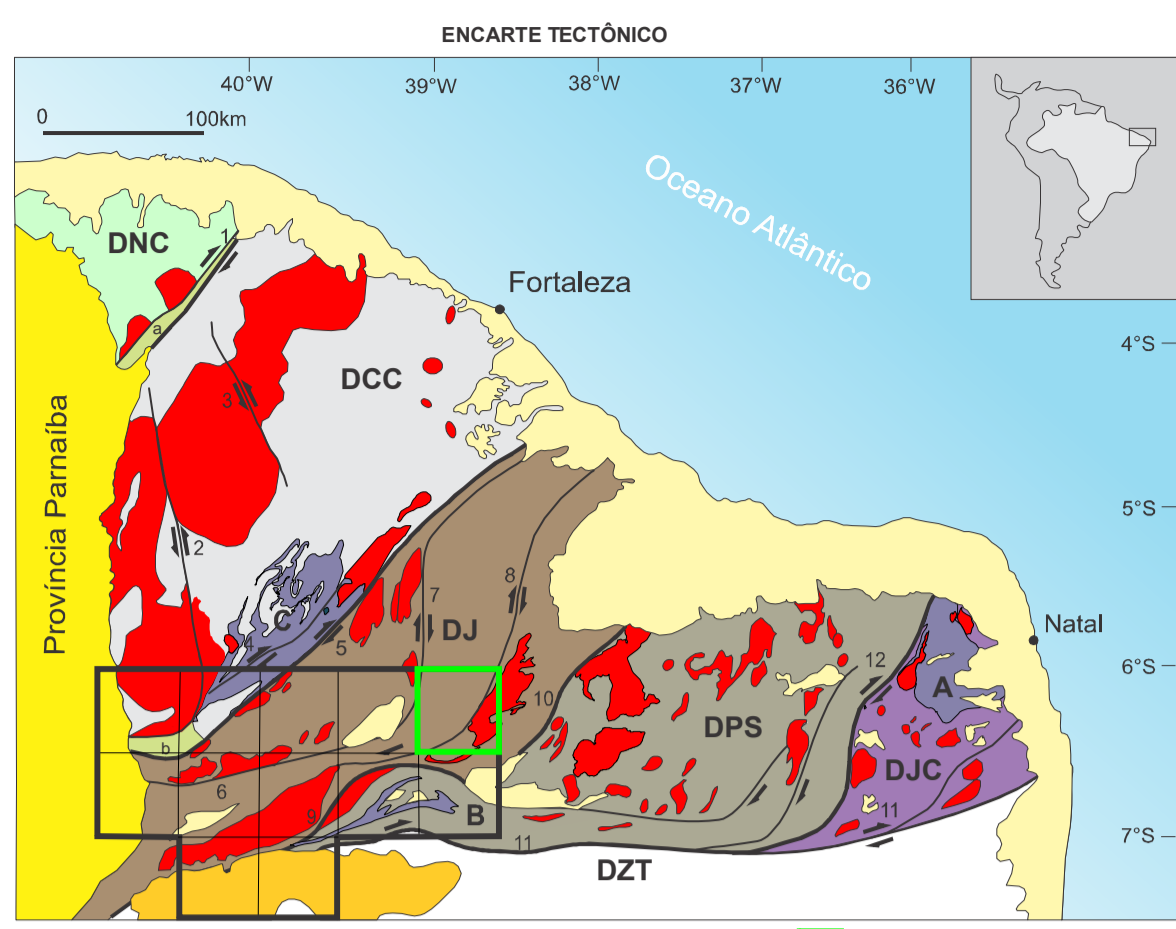 ENCARTE TECTÔNICO
40°W 39°W 38°W 37°W 36°W
0 100km
Oceano Atlântico
DNC
1
Fortaleza
a
4°S
DCC
3
Província Parnaíba
5°S
2
8
7
C
DJ
Natal
4
5
6°S
12
A
10
DPS
b
DJC
6
9
B
11
11
7°S
DZT